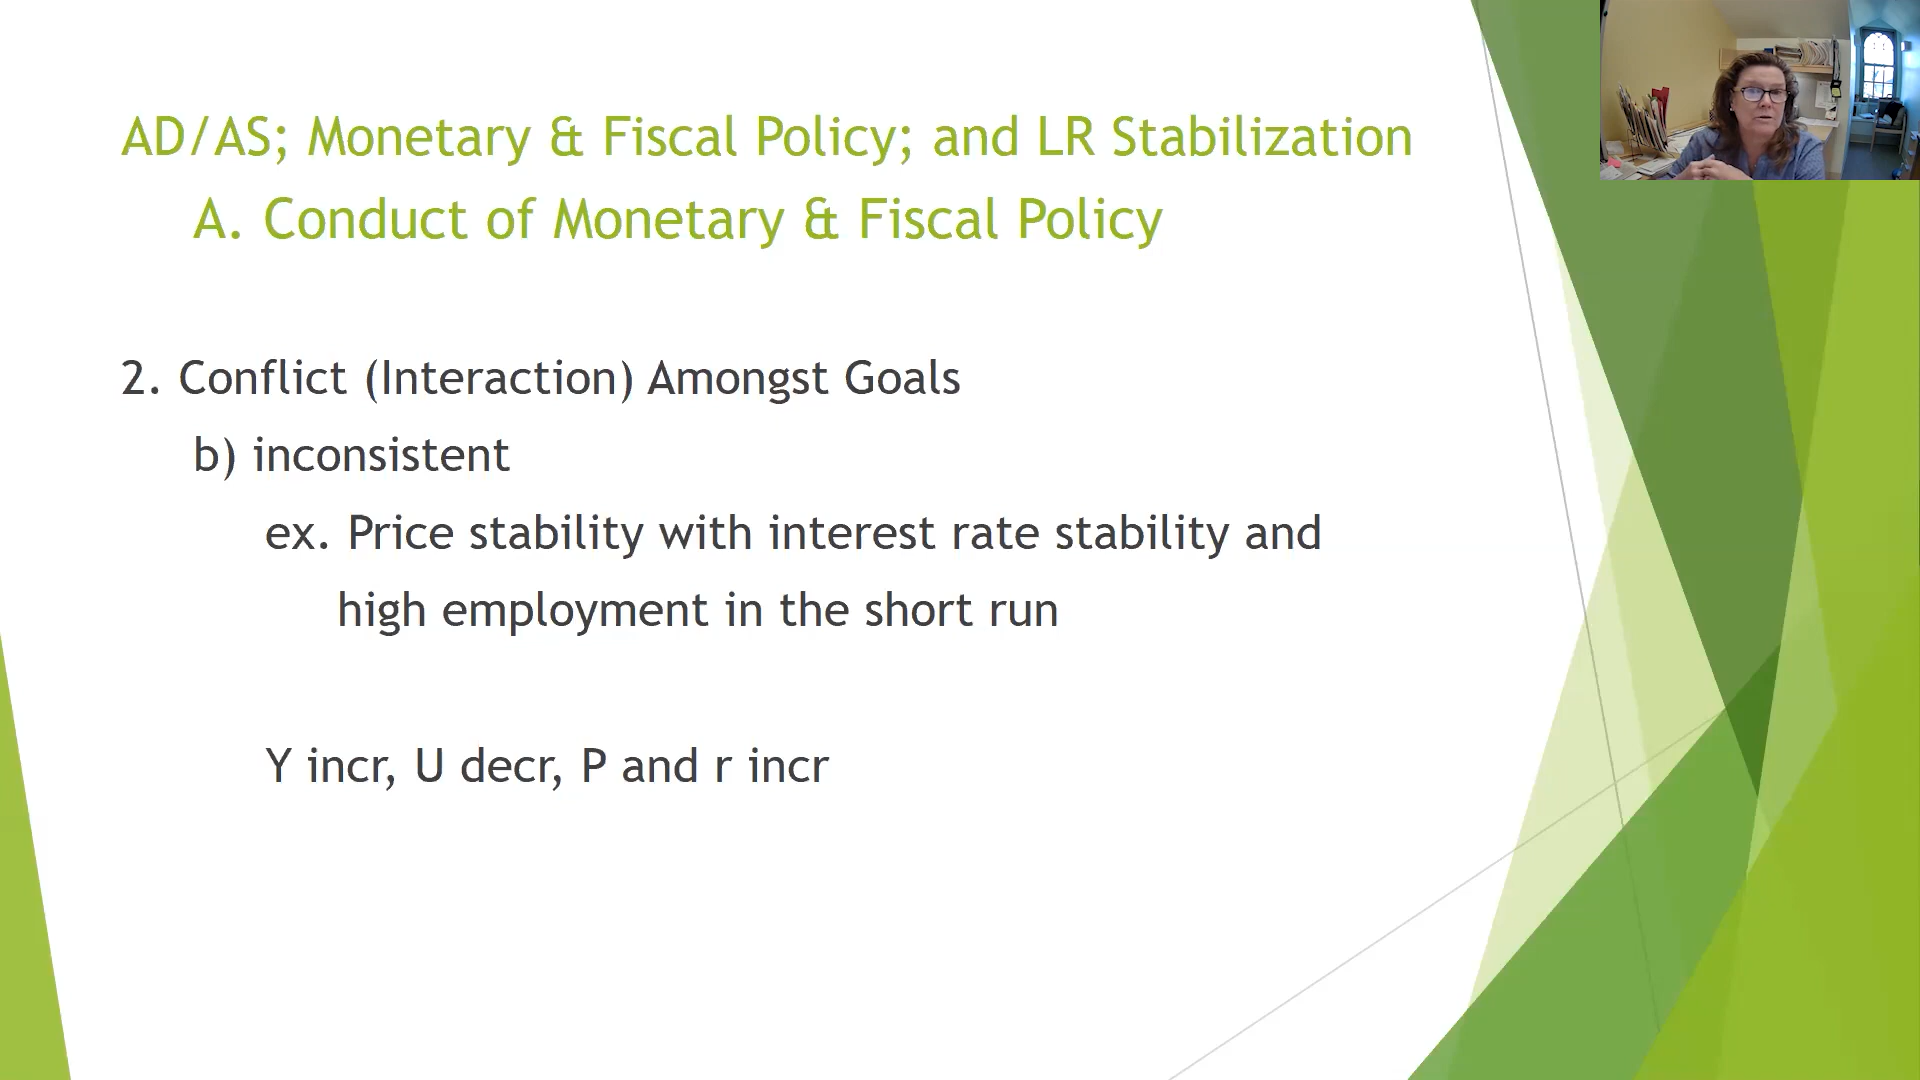 AD/AS; Monetary & Fiscal Policy; and LR Stabilization
A. Conduct of Monetary & Fiscal Policy
2. Conflict (Interaction) Amongst Goals
b) inconsistent
ex. Price stability with interest rate stability and
high employment in the short run
Y incr, U decr, P and r incr